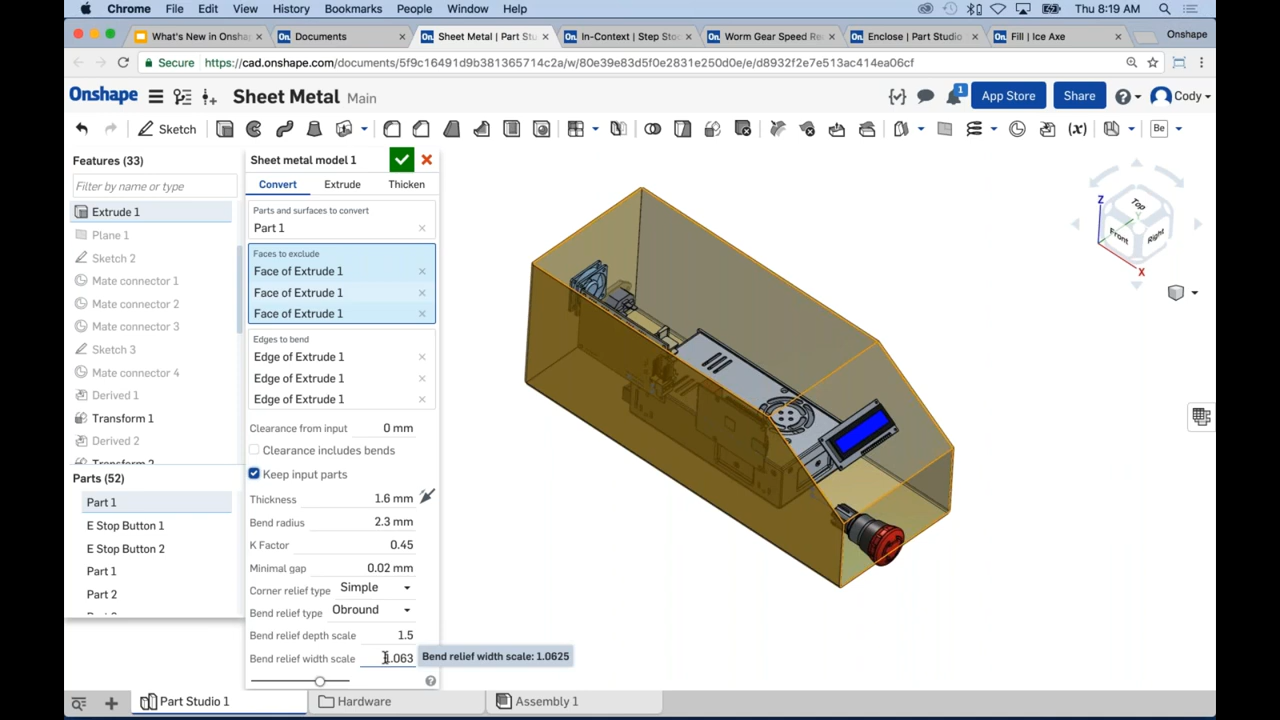 Chrome File Edit View History Bookmarks People Window Help Thu 8:19 AM
What's New in Onsha × Documents × Sheet Metal | Part Stu × In-Context | Step Stoc × Worm Gear Speed Re × Enclose | Part Studio × Fill | Ice Axe × Onshape
Secure https://cad.onshape.com/documents/5f9c16491d9b381365714c2a/w/80e39e83d5f0e2831e250d0e/e/d8932f2e7e513ac414ea06cf
Onshape Sheet Metal Main 1 App Store Share Cody
Sketch (x) Be
Features (33)
Filter by name or type
Extrude 1
Plane 1
Sketch 2
Mate connector 1
Mate connector 2
Mate connector 3
Sketch 3
Mate connector 4
Derived 1
Transform 1
Derived 2
Transform 2
Parts (52)
Part 1
E Stop Button 1
E Stop Button 2
Part 1
Part 2
Sheet metal model 1
Convert Extrude Thicken
Parts and surfaces to convert
Part 1
Faces to exclude
Face of Extrude 1
Face of Extrude 1
Face of Extrude 1
Edges to bend
Edge of Extrude 1
Edge of Extrude 1
Edge of Extrude 1
Clearance from input 0 mm
Clearance includes bends
Keep input parts
Thickness 1.6 mm
Bend radius 2.3 mm
K Factor 0.45
Minimal gap 0.02 mm
Corner relief type Simple
Bend relief type Obround
Bend relief depth scale 1.5
Bend relief width scale 1.063
Bend relief width scale: 1.0625
Z
Top
Front
Right
X
Part Studio 1 Hardware Assembly 1